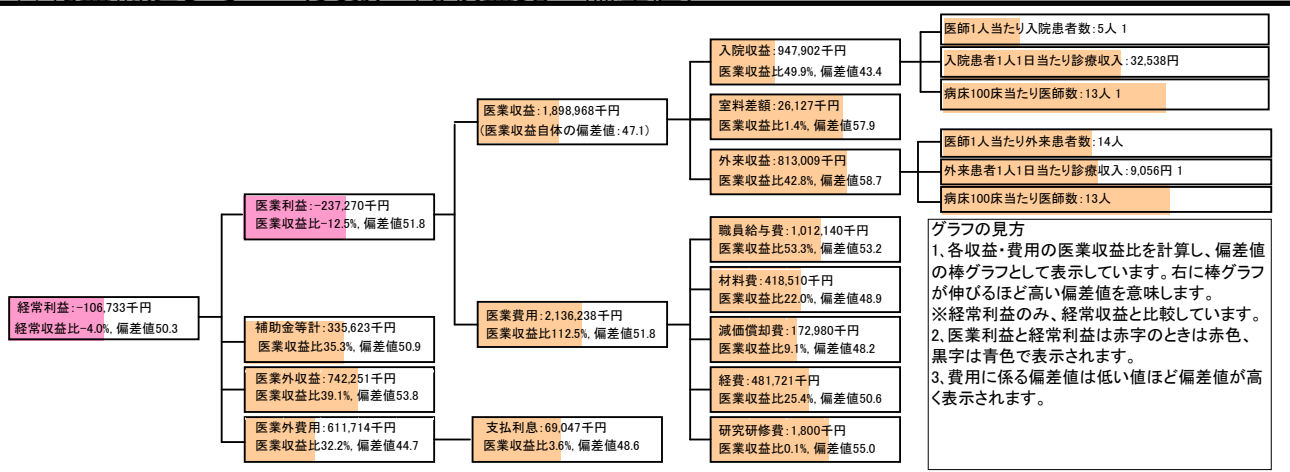 経常利益:-106,733千円
経常収益比-4.0%, 偏差値50.3
医業利益:-237,270千円
医業収益比-12.5%, 偏差値51.8
補助金等計:335,623千円
医業収益比35.3%, 偏差値50.9
医業外収益:742,251千円
医業収益比39.1%, 偏差値53.8
医業外費用:611,714千円
医業収益比32.2%, 偏差値44.7
支払利息:69,047千円
医業収益比3.6%, 偏差値48.6
医業収益:1,898,968千円
(医業収益自体の偏差値:47.1)
医業費用:2,136,238千円
医業収益比112.5%, 偏差値51.8
入院収益:947,902千円
医業収益比49.9%, 偏差値43.4
室料差額:26,127千円
医業収益比1.4%, 偏差値57.9
外来収益:813,009千円
医業収益比42.8%, 偏差値58.7
職員給与費:1,012,140千円
医業収益比53.3%, 偏差値53.2
材料費:418,510千円
医業収益比22.0%, 偏差値48.9
減価償却費:172,980千円
医業収益比9.1%, 偏差値48.2
経費:481,721千円
医業収益比25.4%, 偏差値50.6
研究研修費:1,800千円
医業収益比0.1%, 偏差値55.0
医師1人当たり入院患者数:5人 1
入院患者1人1日当たり診療収入:32,538円
病床100床当たり医師数:13人 1
医師1人当たり外来患者数:14人
外来患者1人1日当たり診療収入:9,056円 1
病床100床当たり医師数:13人
グラフの見方
1、各収益・費用の医業収益比を計算し、偏差値
の棒グラフとして表示しています。右に棒グラフ
が伸びるほど高い偏差値を意味します。
※経常利益のみ、経常収益と比較しています。
2、医業利益と経常利益は赤字のときは赤色、
黒字は青色で表示されます。
3、費用に係る偏差値は低い値ほど偏差値が高
く表示されます。